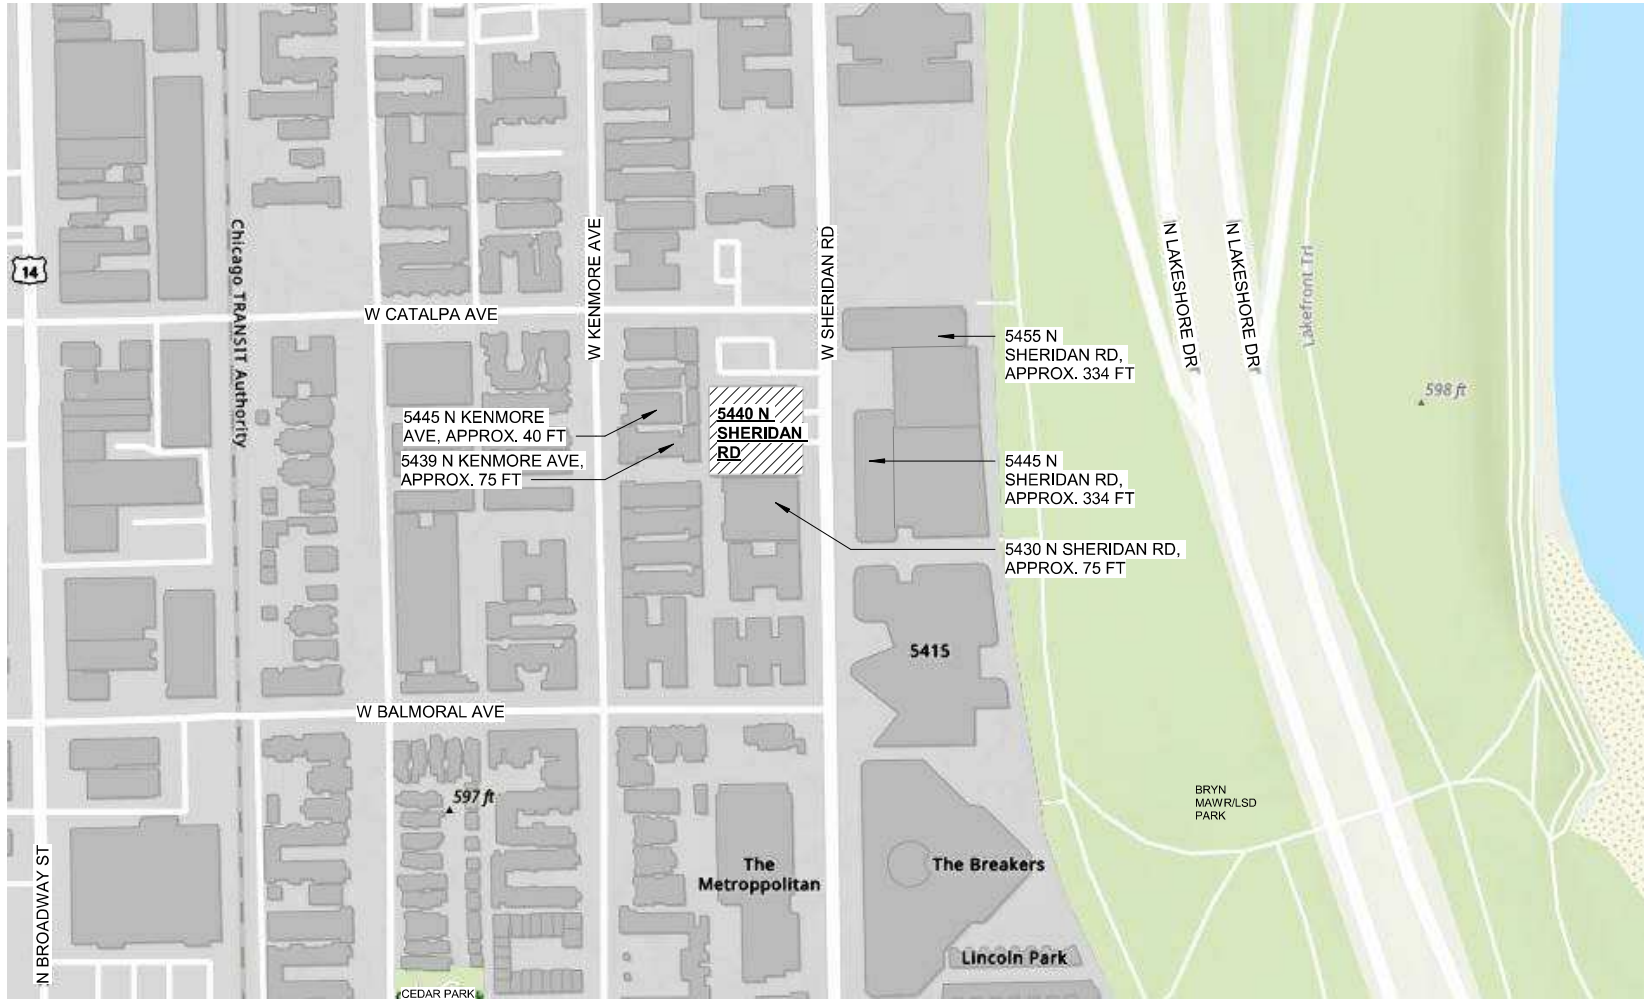 Chicago TRANSIT Authority
14
W KENMORE AVE
W SHERIDAN RD
N LAKESHORE DR
N LAKESHORE DR
Lakefront Trl
W CATALPA AVE
5455 N
SHERIDAN RD,
APPROX. 334 FT
598 ft
5445 N KENMORE
AVE, APPROX. 40 FT
5440 N
SHERIDAN
RD
5439 N KENMORE AVE,
APPROX. 75 FT
5445 N
SHERIDAN RD,
APPROX. 334 FT
5430 N SHERIDAN RD,
APPROX. 75 FT
5415
W BALMORAL AVE
597 ft
BRYN
MAWR/LSD
PARK
N BROADWAY ST
The
Metroppolitan
The Breakers
Lincoln Park
CEDAR PARK